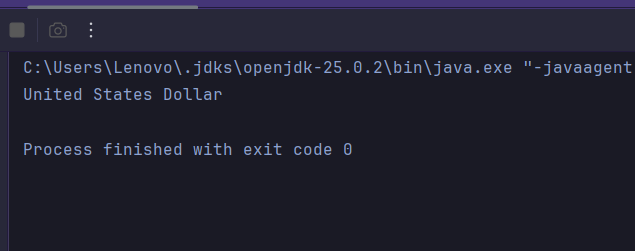 C:\Users\Lenovo\.jdks\openjdk-25.0.2\bin\java.exe "-javaagent
United States Dollar
Process finished with exit code 0